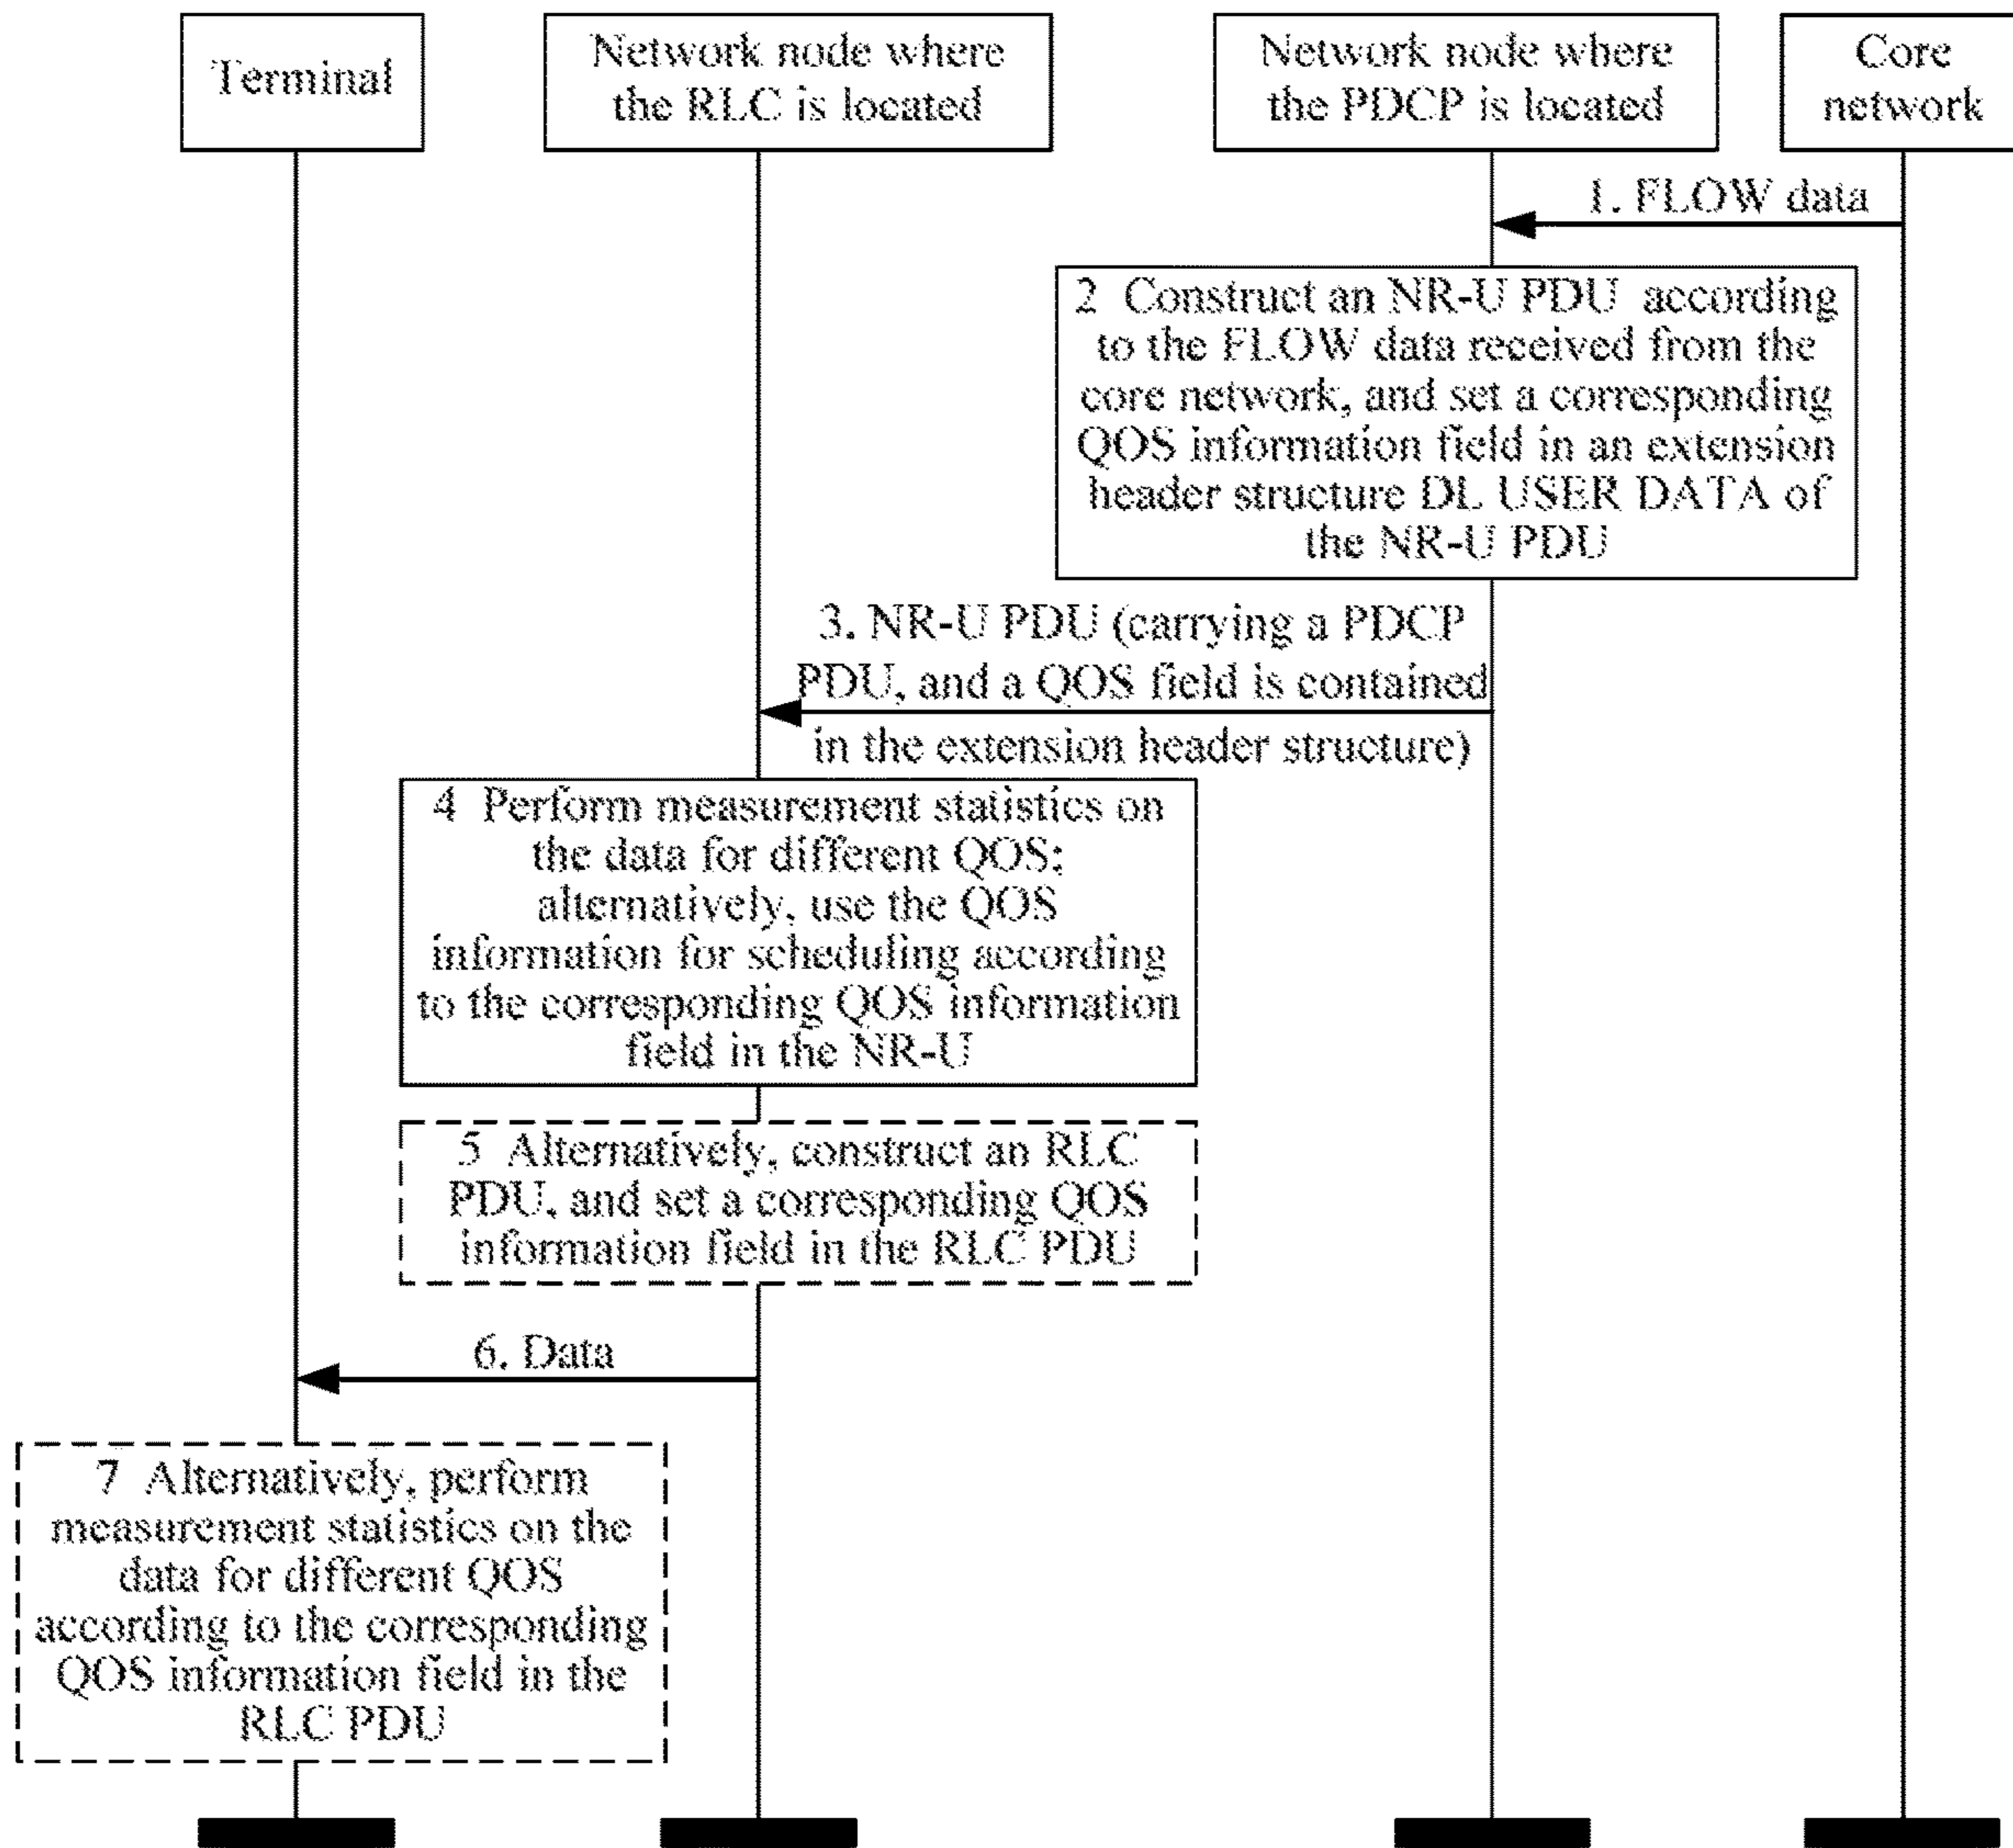 Terminal
Network node where
the RLC is located
Network node where
the PDCP is located
Core
network
1. FLOW data
2 Construct an NR-U PDU according
to the FLOW data received from the
core network, and set a corresponding
QOS information field in an extension
header structure DL USER DATA of
the NR-U PDU
3. NR-U PDU (carrying a PDCP
PDU, and a QOS field is contained
in the extension header structure)
4 Perform measurement statistics on
the data for different QOS;
alternatively, use the QOS
information for scheduling according
to the corresponding QOS information
field in the NR-U
5 Alternatively, construct an RLC
PDU, and set a corresponding QOS
information field in the RLC PDU
6. Data
7 Alternatively, perform
measurement statistics on the
data for different QOS
according to the corresponding
QOS information field in the
RLC PDU